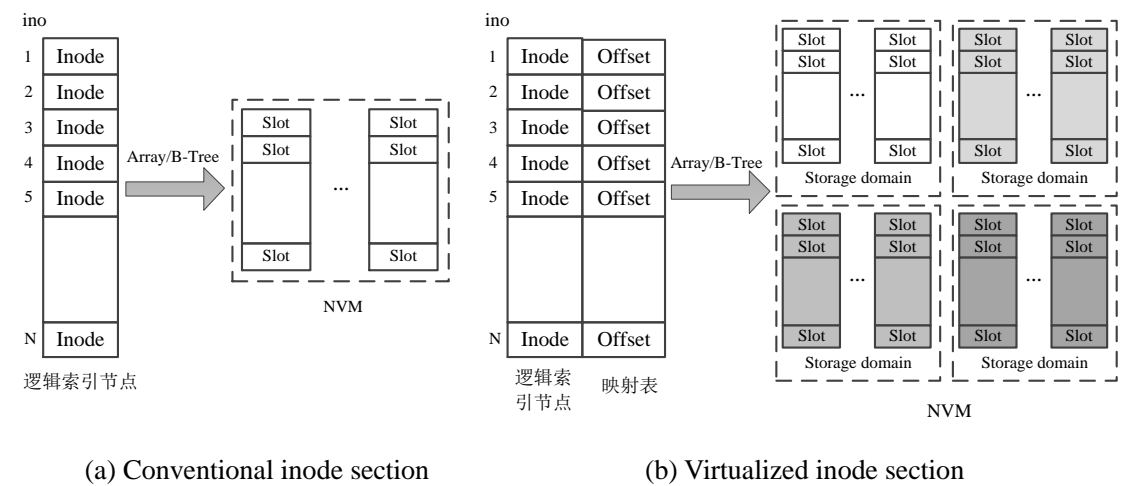 ino
1 Inode
2 Inode
3 Inode
4 Inode
5 Inode
N Inode
逻辑索引节点
Array/B-Tree
Slot Slot
Slot Slot
...
Slot Slot
NVM
(a) Conventional inode section
ino
1 Inode Offset
2 Inode Offset
3 Inode Offset
4 Inode Offset
5 Inode Offset
N Inode Offset
逻辑索
引节点
映射表
Array/B-Tree
Slot Slot
Slot Slot
...
Slot Slot
Storage domain
Slot Slot
Slot Slot
...
Slot Slot
Storage domain
Slot Slot
Slot Slot
...
Slot Slot
Storage domain
Slot Slot
Slot Slot
...
Slot Slot
Storage domain
NVM
(b) Virtualized inode section